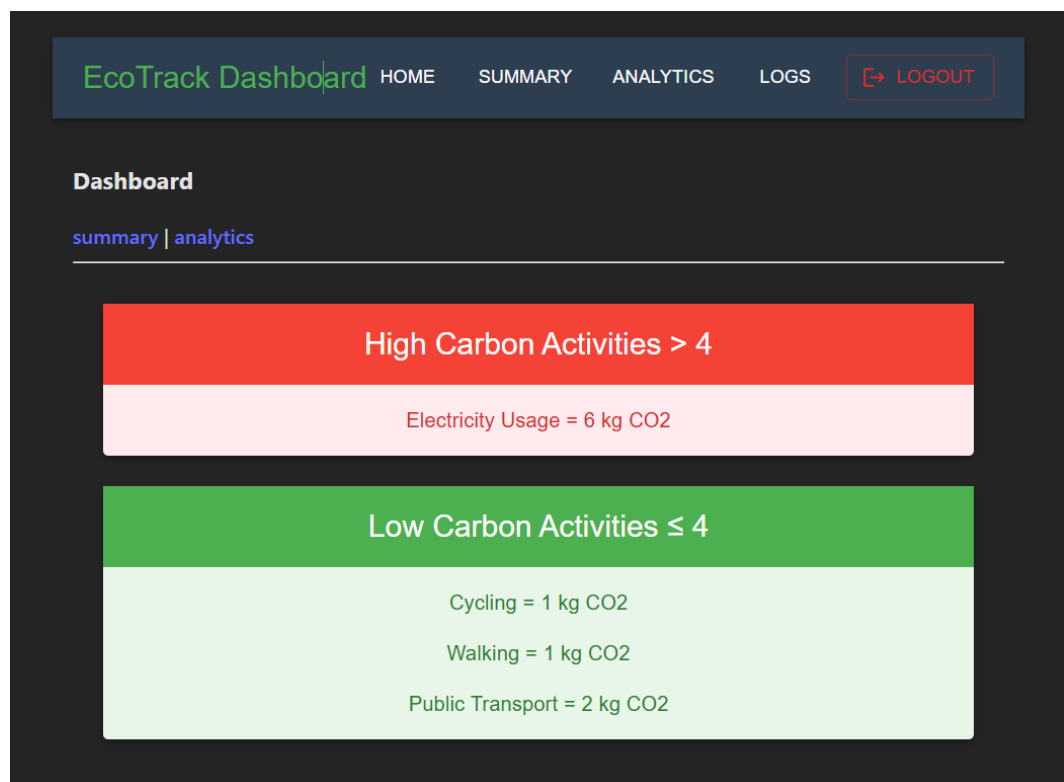 EcoTrack Dashboard HOME SUMMARY ANALYTICS LOGS LOGOUT
Dashboard
summary | analytics
High Carbon Activities > 4
Electricity Usage = 6 kg CO2
Low Carbon Activities ≤ 4
Cycling = 1 kg CO2
Walking = 1 kg CO2
Public Transport = 2 kg CO2